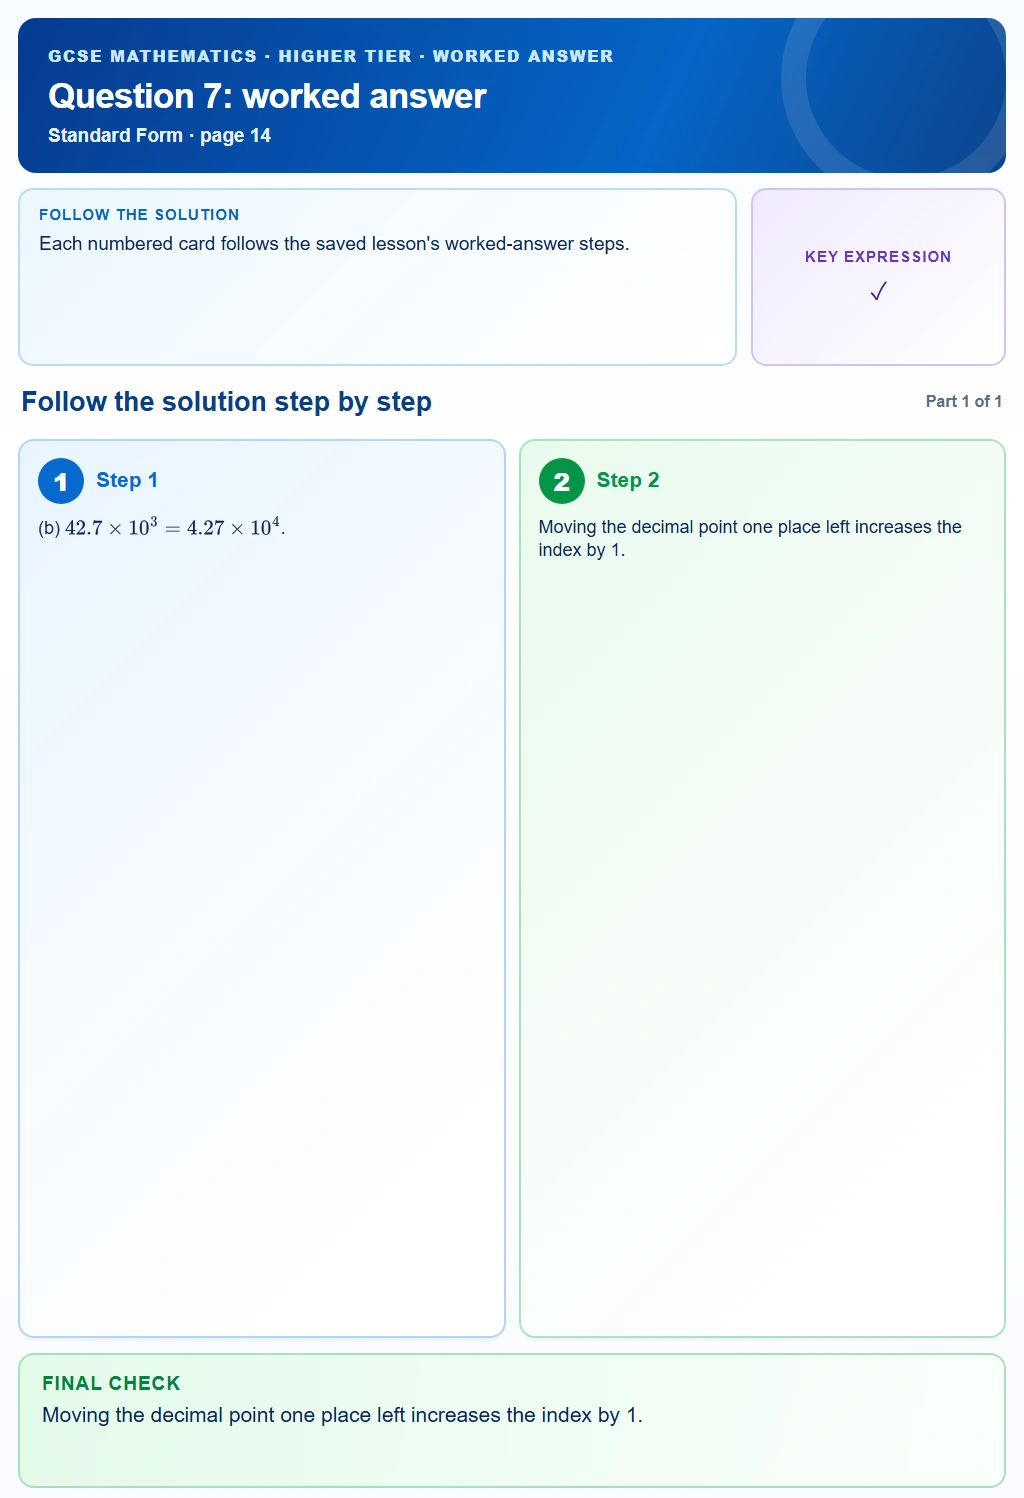 GCSE MATHEMATICS · HIGHER TIER · WORKED ANSWER
Question 7: worked answer
Standard Form · page 14
FOLLOW THE SOLUTION
Each numbered card follows the saved lesson's worked-answer steps.
KEY EXPRESSION
✓
Follow the solution step by step
Part 1 of 1
1 Step 1
(b) 42.7 × 10³ = 4.27 × 10⁴.
2 Step 2
Moving the decimal point one place left increases the
index by 1.
FINAL CHECK
Moving the decimal point one place left increases the index by 1.